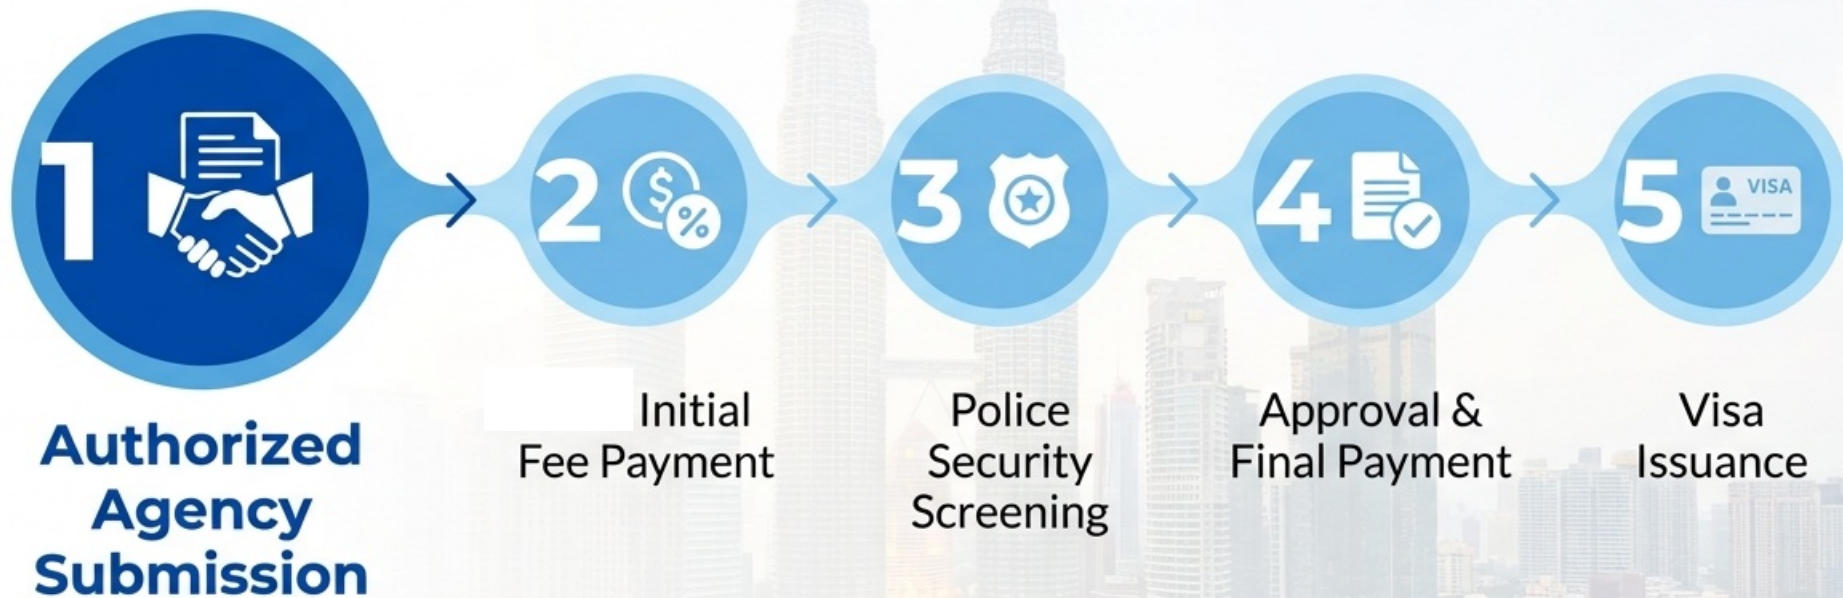 1
Authorized
Agency
Submission
2
$
%
Initial
Fee Payment
3
Police
Security
Screening
4
Approval &
Final Payment
5
VISA
Visa
Issuance